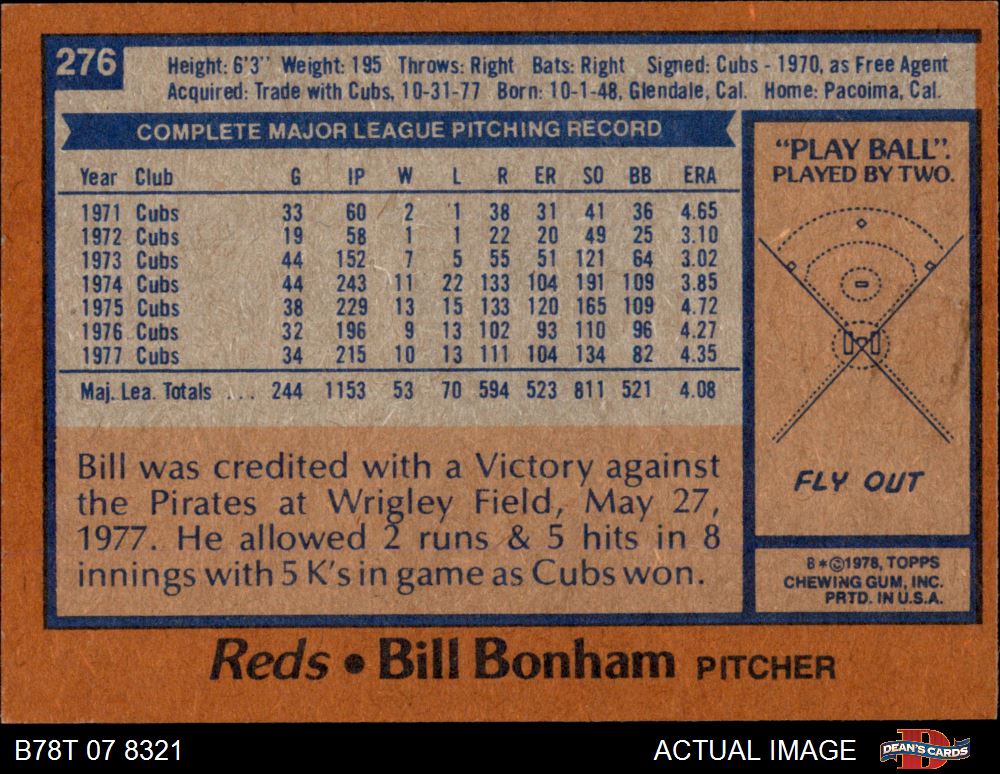 276
Height: 6'3" Weight: 195 Throws: Right Bats: Right Signed: Cubs - 1970, as Free Agent
Acquired: Trade with Cubs, 10-31-77 Born: 10-1-48, Glendale, Cal. Home: Pacoima, Cal.
COMPLETE MAJOR LEAGUE PITCHING RECORD
Year Club G IP W L R ER SO BB ERA
1971 Cubs 33 60 2 1 38 31 41 36 4.65
1972 Cubs 19 58 1 1 22 20 49 25 3.10
1973 Cubs 44 152 7 5 55 51 121 64 3.02
1974 Cubs 44 243 11 22 133 104 191 109 3.85
1975 Cubs 38 229 13 15 133 120 165 109 4.72
1976 Cubs 32 196 9 13 102 93 110 96 4.27
1977 Cubs 34 215 10 13 111 104 134 82 4.35
Maj. Lea. Totals ... 244 1153 53 70 594 523 811 521 4.08
Bill was credited with a Victory against
the Pirates at Wrigley Field, May 27,
1977. He allowed 2 runs & 5 hits in 8
innings with 5 K's in game as Cubs won.
"PLAY BALL".
PLAYED BY TWO.
FLY OUT
B*©1978, TOPPS
CHEWING GUM, INC.
PRTD. IN U.S.A.
Reds • Bill Bonham PITCHER
B78T 07 8321
ACTUAL IMAGE
DEAN'S CARDS